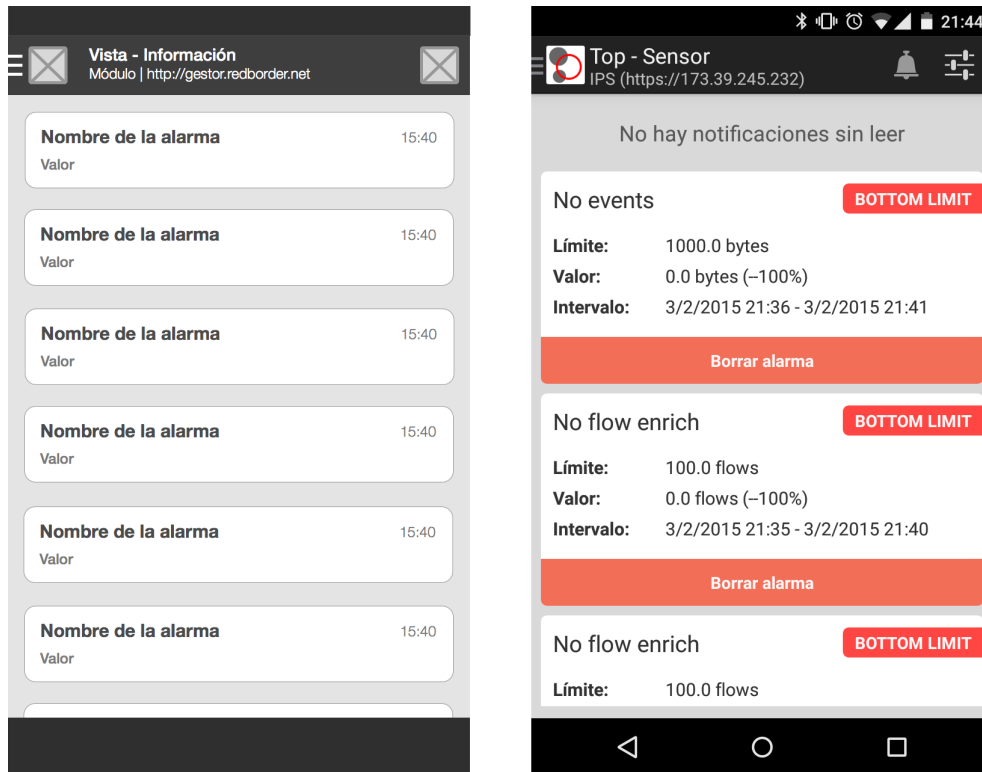 Vista - Información
Módulo | http://gestor.redborder.net
Nombre de la alarma 15:40
Valor
Nombre de la alarma 15:40
Valor
Nombre de la alarma 15:40
Valor
Nombre de la alarma 15:40
Valor
Nombre de la alarma 15:40
Valor
Nombre de la alarma 15:40
Valor
21:44
Top - Sensor
IPS (https://173.39.245.232)
No hay notificaciones sin leer
No events BOTTOM LIMIT
Límite: 1000.0 bytes
Valor: 0.0 bytes (--100%)
Intervalo: 3/2/2015 21:36 - 3/2/2015 21:41
Borrar alarma
No flow enrich BOTTOM LIMIT
Límite: 100.0 flows
Valor: 0.0 flows (--100%)
Intervalo: 3/2/2015 21:35 - 3/2/2015 21:40
Borrar alarma
No flow enrich BOTTOM LIMIT
Límite: 100.0 flows